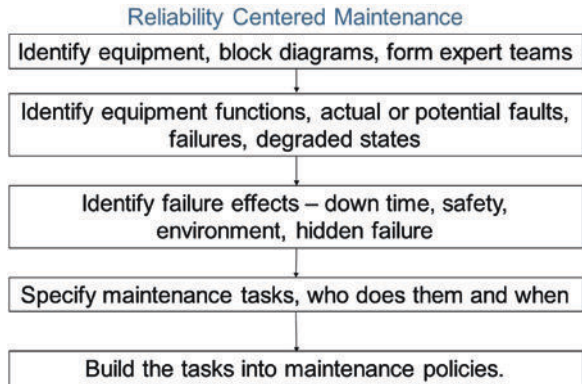 Reliability Centered Maintenance
Identify equipment, block diagrams, form expert teams
Identify equipment functions, actual or potential faults,
failures, degraded states
Identify failure effects – down time, safety,
environment, hidden failure
Specify maintenance tasks, who does them and when
Build the tasks into maintenance policies.